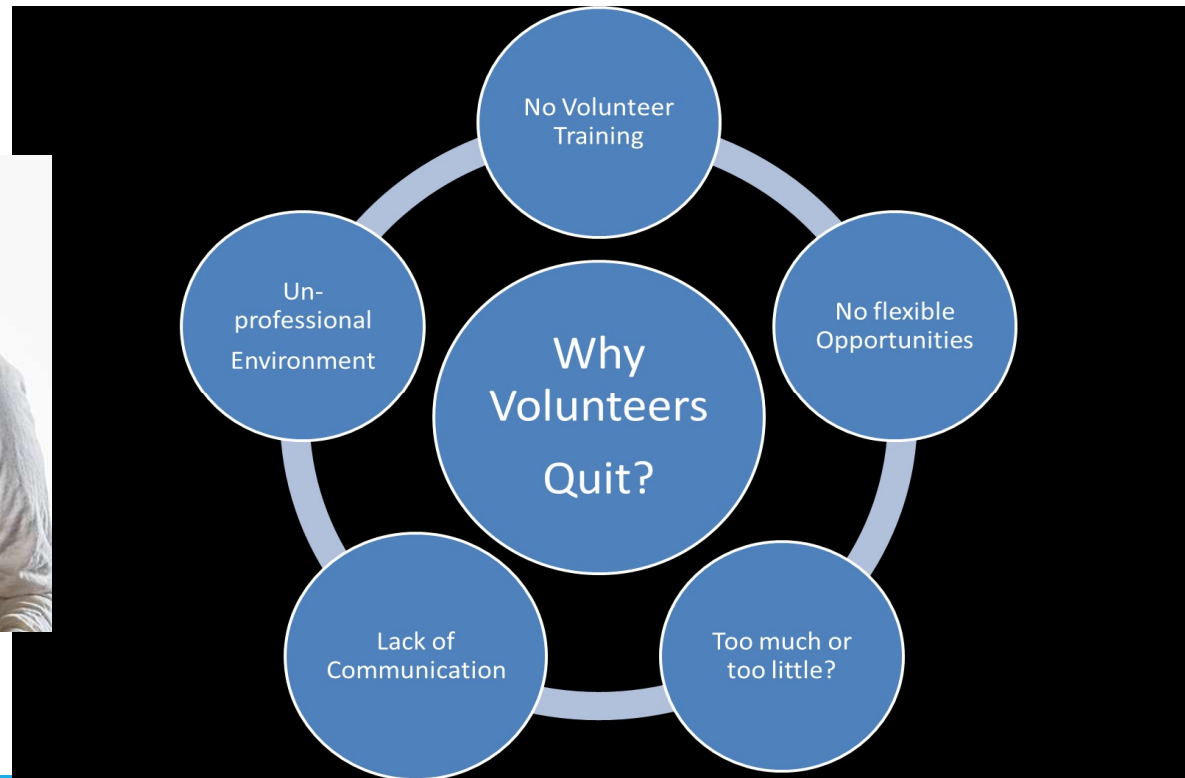 No Volunteer
Training
Un-
professional
Environment
No flexible
Opportunities
Why
Volunteers
Quit?
Lack of
Communication
Too much or
too little?